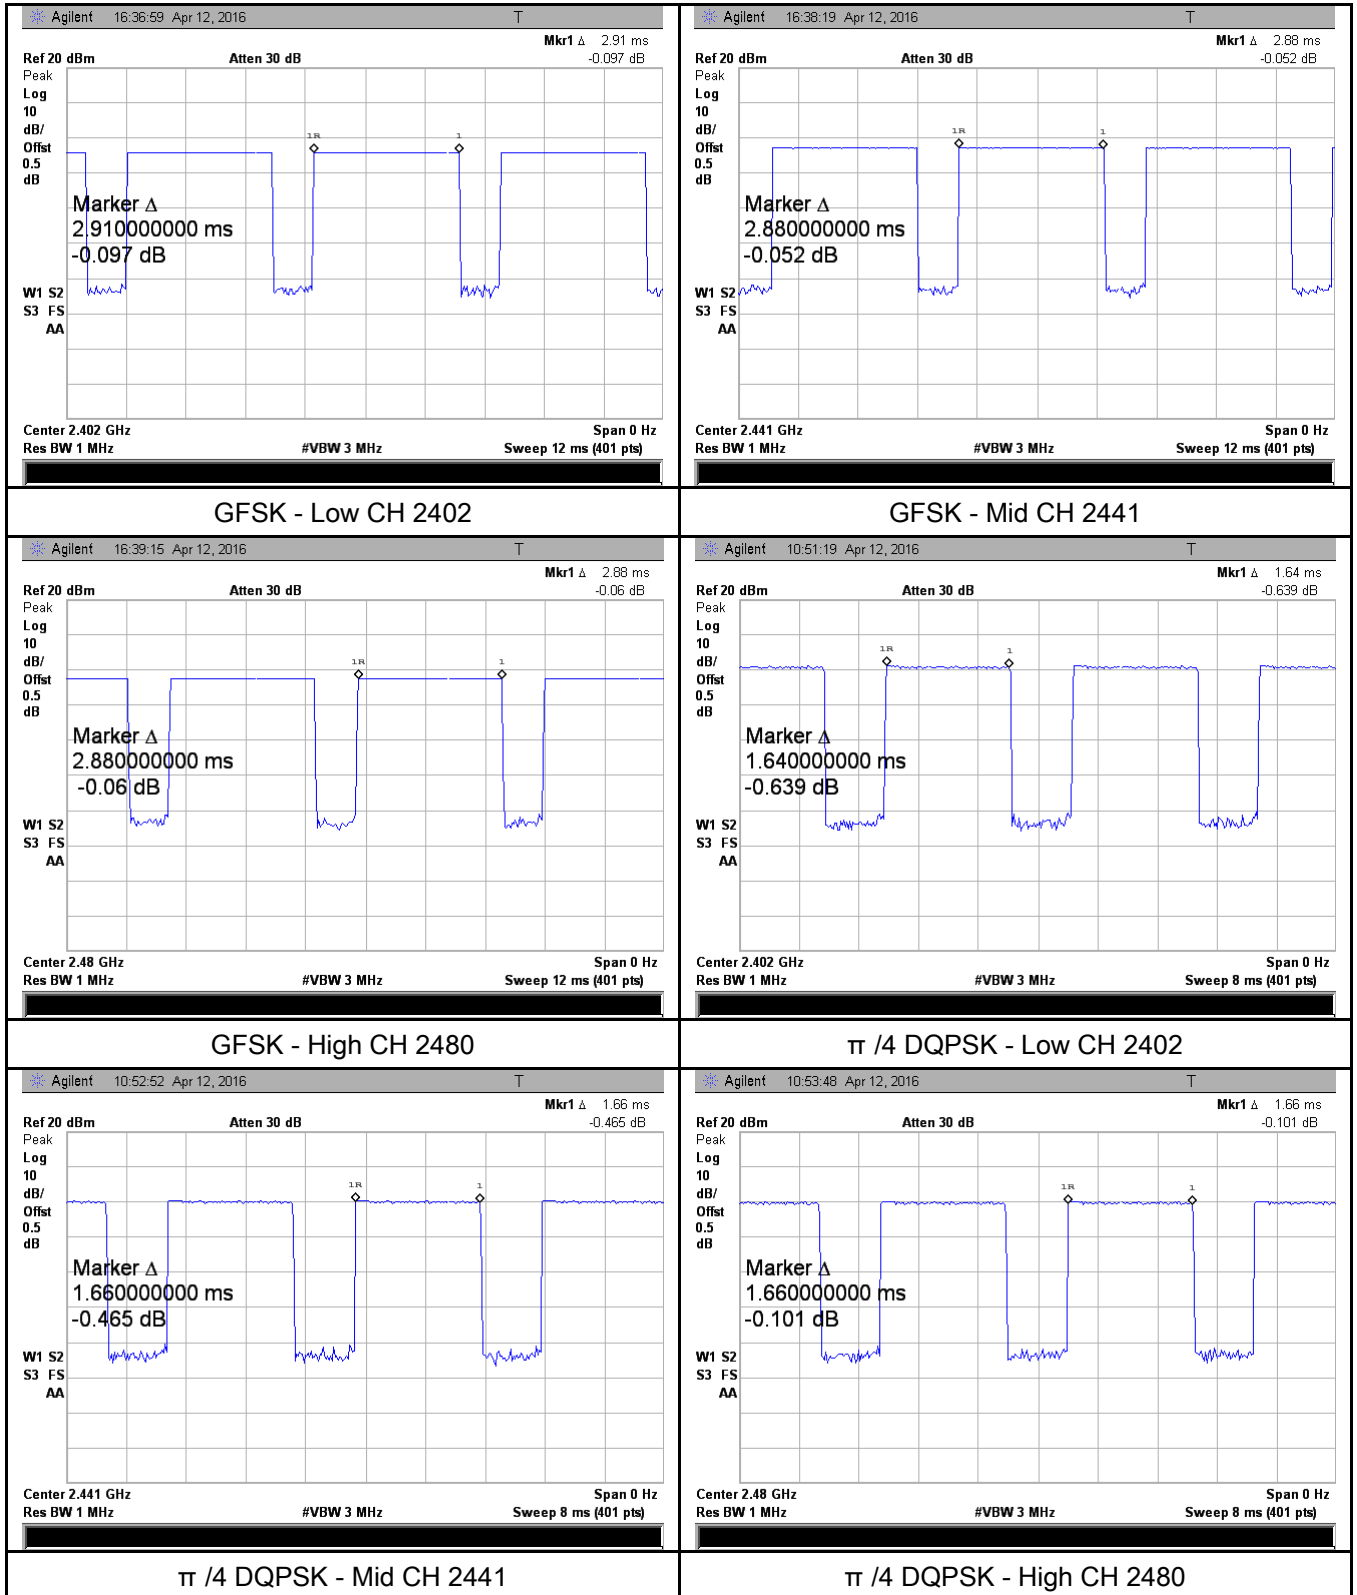 Agilent 16:36:59 Apr 12, 2016 T
Mkr1 Δ 2.91 ms
Ref 20 dBm Atten 30 dB -0.097 dB
Peak
Log
10
dB/
Offst
0.5
dB
1R 1
Marker Δ
2.910000000 ms
-0.097 dB
W1 S2
S3 FS
AA
Center 2.402 GHz Span 0 Hz
Res BW 1 MHz #VBW 3 MHz Sweep 12 ms (401 pts)
GFSK - Low CH 2402
Agilent 16:38:19 Apr 12, 2016 T
Mkr1 Δ 2.88 ms
Ref 20 dBm Atten 30 dB -0.052 dB
Peak
Log
10
dB/
Offst
0.5
dB
1R 1
Marker Δ
2.880000000 ms
-0.052 dB
W1 S2
S3 FS
AA
Center 2.441 GHz Span 0 Hz
Res BW 1 MHz #VBW 3 MHz Sweep 12 ms (401 pts)
GFSK - Mid CH 2441
Agilent 16:39:15 Apr 12, 2016 T
Mkr1 Δ 2.88 ms
Ref 20 dBm Atten 30 dB -0.06 dB
Peak
Log
10
dB/
Offst
0.5
dB
1R 1
Marker Δ
2.880000000 ms
-0.06 dB
W1 S2
S3 FS
AA
Center 2.48 GHz Span 0 Hz
Res BW 1 MHz #VBW 3 MHz Sweep 12 ms (401 pts)
GFSK - High CH 2480
Agilent 10:51:19 Apr 12, 2016 T
Mkr1 Δ 1.64 ms
Ref 20 dBm Atten 30 dB -0.639 dB
Peak
Log
10
dB/
Offst
0.5
dB
1R 1
Marker Δ
1.640000000 ms
-0.639 dB
W1 S2
S3 FS
AA
Center 2.402 GHz Span 0 Hz
Res BW 1 MHz #VBW 3 MHz Sweep 8 ms (401 pts)
π /4 DQPSK - Low CH 2402
Agilent 10:52:52 Apr 12, 2016 T
Mkr1 Δ 1.66 ms
Ref 20 dBm Atten 30 dB -0.465 dB
Peak
Log
10
dB/
Offst
0.5
dB
1R 1
Marker Δ
1.660000000 ms
-0.465 dB
W1 S2
S3 FS
AA
Center 2.441 GHz Span 0 Hz
Res BW 1 MHz #VBW 3 MHz Sweep 8 ms (401 pts)
π /4 DQPSK - Mid CH 2441
Agilent 10:53:48 Apr 12, 2016 T
Mkr1 Δ 1.66 ms
Ref 20 dBm Atten 30 dB -0.101 dB
Peak
Log
10
dB/
Offst
0.5
dB
1R 1
Marker Δ
1.660000000 ms
-0.101 dB
W1 S2
S3 FS
AA
Center 2.48 GHz Span 0 Hz
Res BW 1 MHz #VBW 3 MHz Sweep 8 ms (401 pts)
π /4 DQPSK - High CH 2480